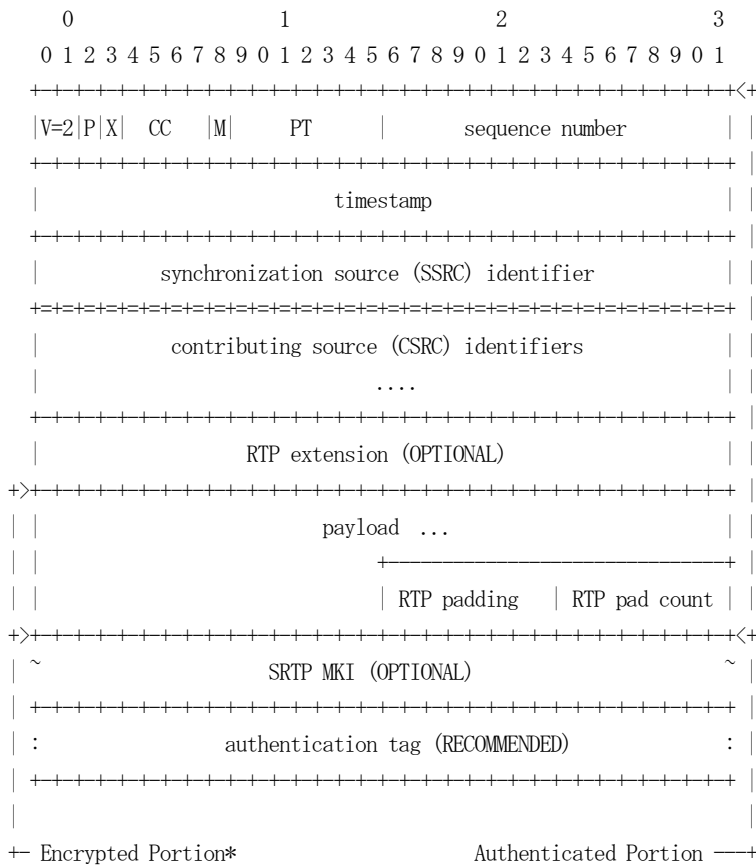 0 1 2 3
0 1 2 3 4 5 6 7 8 9 0 1 2 3 4 5 6 7 8 9 0 1 2 3 4 5 6 7 8 9 0 1
+-+-+-+-+-+-+-+-+-+-+-+-+-+-+-+-+-+-+-+-+-+-+-+-+-+-+-+-+-+-+-+-+<+
|V=2|P|X| CC |M| PT | sequence number | |
+-+-+-+-+-+-+-+-+-+-+-+-+-+-+-+-+-+-+-+-+-+-+-+-+-+-+-+-+-+-+-+-+ |
| timestamp | |
+-+-+-+-+-+-+-+-+-+-+-+-+-+-+-+-+-+-+-+-+-+-+-+-+-+-+-+-+-+-+-+-+ |
| synchronization source (SSRC) identifier | |
+=+=+=+=+=+=+=+=+=+=+=+=+=+=+=+=+=+=+=+=+=+=+=+=+=+=+=+=+=+=+=+=+ |
| contributing source (CSRC) identifiers | |
| .... | |
+-+-+-+-+-+-+-+-+-+-+-+-+-+-+-+-+-+-+-+-+-+-+-+-+-+-+-+-+-+-+-+-+ |
| RTP extension (OPTIONAL) | |
+>+-+-+-+-+-+-+-+-+-+-+-+-+-+-+-+-+-+-+-+-+-+-+-+-+-+-+-+-+-+-+-+-+ |
| | payload ... | |
| | +-------------------------------+ |
| | | RTP padding | RTP pad count | |
+>+-+-+-+-+-+-+-+-+-+-+-+-+-+-+-+-+-+-+-+-+-+-+-+-+-+-+-+-+-+-+-+-+<+
| ~ SRTP MKI (OPTIONAL) ~ |
| +-+-+-+-+-+-+-+-+-+-+-+-+-+-+-+-+-+-+-+-+-+-+-+-+-+-+-+-+-+-+-+-+ |
| : authentication tag (RECOMMENDED) : |
| +-+-+-+-+-+-+-+-+-+-+-+-+-+-+-+-+-+-+-+-+-+-+-+-+-+-+-+-+-+-+-+-+ |
| |
+- Encrypted Portion* Authenticated Portion ---+